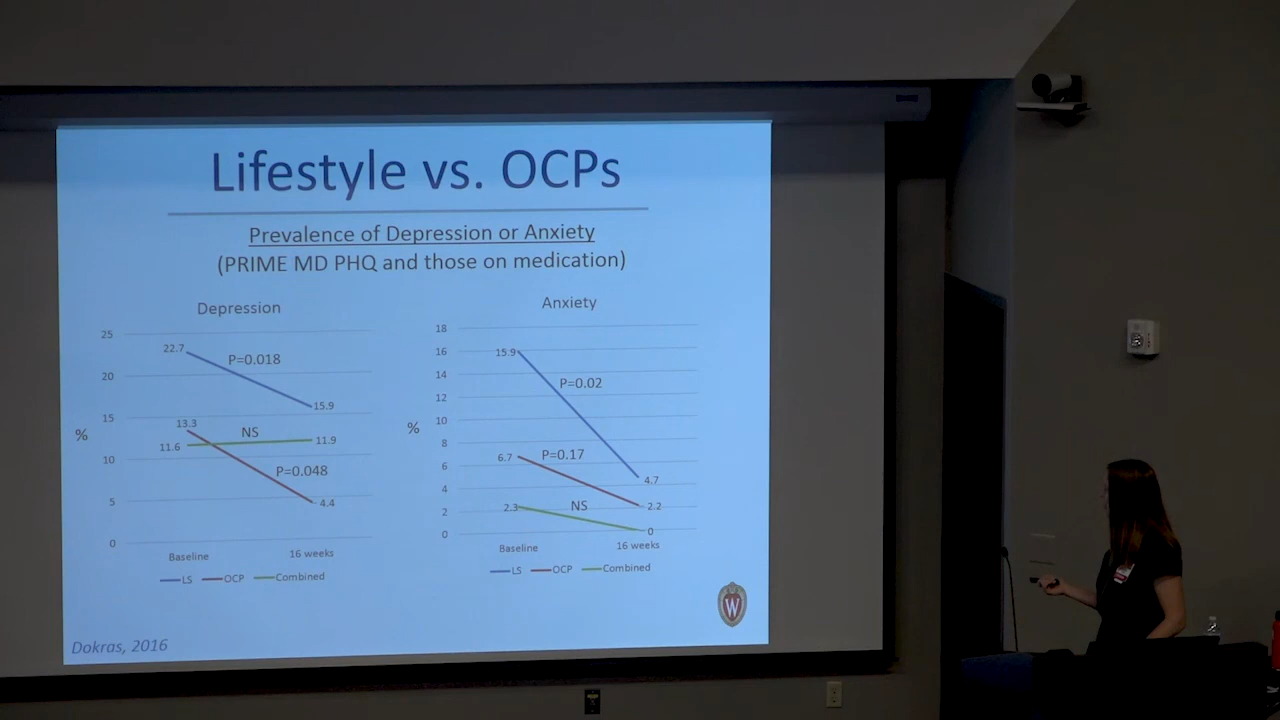 Lifestyle vs. OCPs
Prevalence of Depression or Anxiety
(PRIME MD PHQ and those on medication)
Depression
25
20
15
10
5
0
%
22.7
P=0.018
15.9
13.3
NS
11.6
11.9
P=0.048
4.4
Baseline
16 weeks
LS OCP Combined
Anxiety
18
16
14
12
10
8
6
4
2
0
%
15.9
P=0.02
4.7
6.7
P=0.17
2.2
2.3
NS
0
Baseline
16 weeks
LS OCP Combined
W
Dokras, 2016